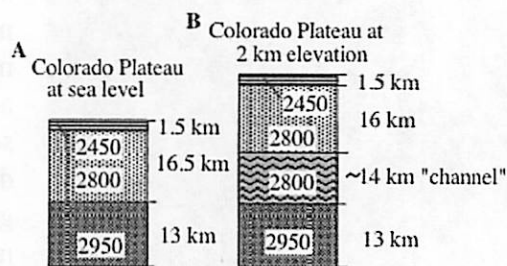 A
Colorado Plateau
at sea level
1.5 km
2450
16.5 km
2800
2950
13 km
B
Colorado Plateau at
2 km elevation
1.5 km
2450
16 km
2800
2800
~14 km "channel"
2950
13 km